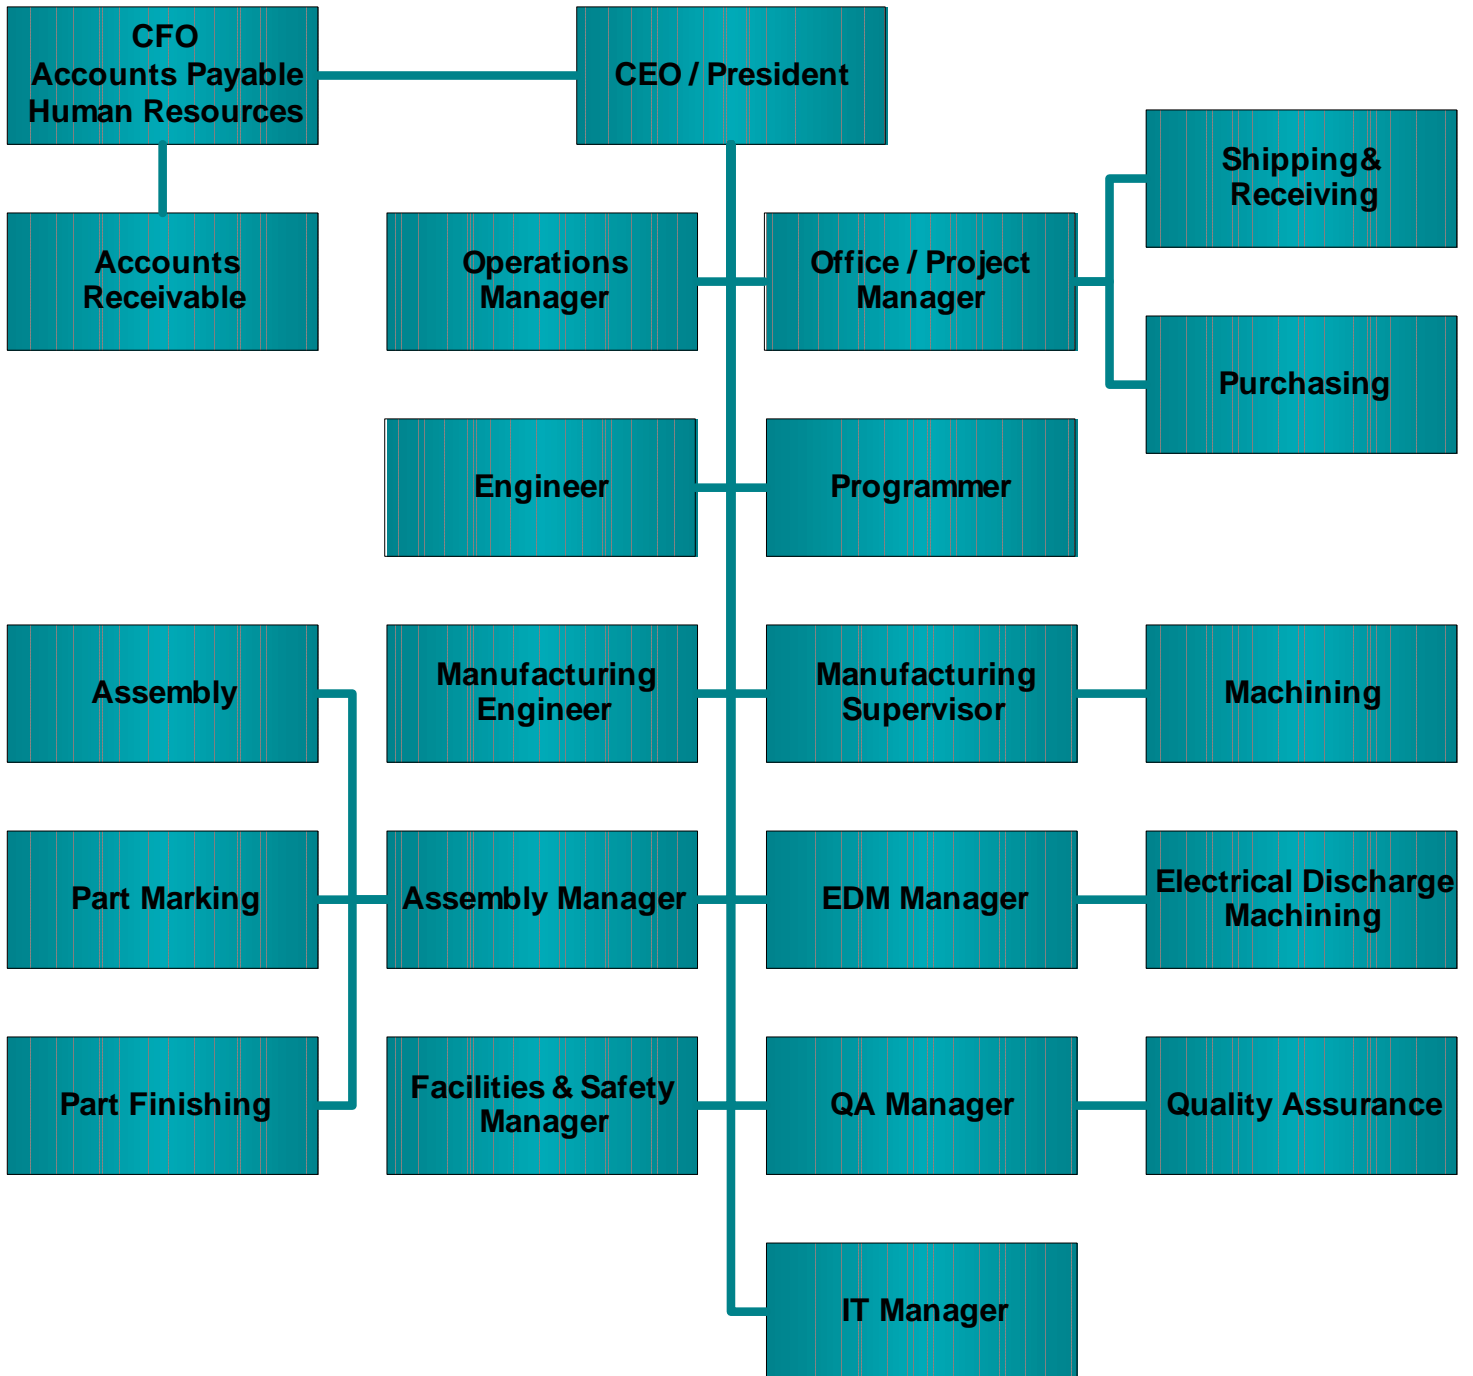 CFO
Accounts Payable
Human Resources
CEO / President
Shipping&
Receiving
Accounts
Receivable
Operations
Manager
Office / Project
Manager
Purchasing
Engineer
Programmer
Assembly
Manufacturing
Engineer
Manufacturing
Supervisor
Machining
Part Marking
Assembly Manager
EDM Manager
Electrical Discharge
Machining
Part Finishing
Facilities & Safety
Manager
QA Manager
Quality Assurance
IT Manager